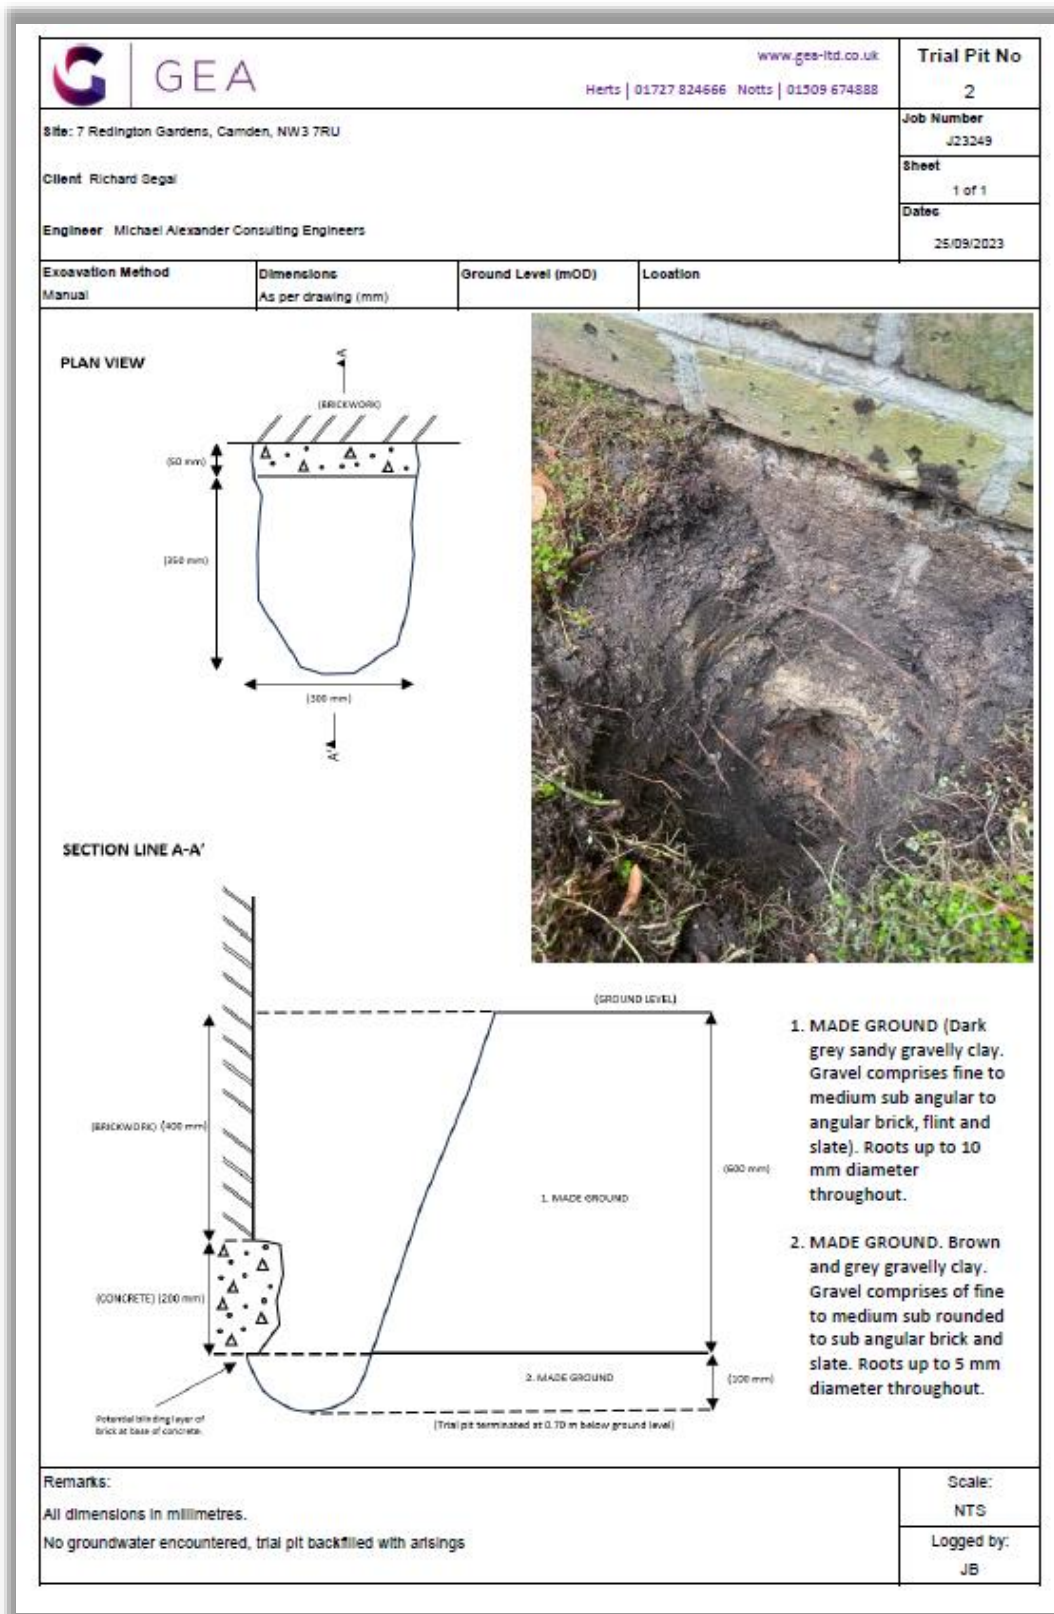 GEA
www.gea-ltd.co.uk
Herts | 01727 824666 Notts | 01509 674888
Trial Pit No
2
Site: 7 Redington Gardens, Camden, NW3 7RU
Job Number
J23249
Client Richard Segal
Sheet
1 of 1
Engineer Michael Alexander Consulting Engineers
Dates
25/09/2023
Excavation Method
Manual
Dimensions
As per drawing (mm)
Ground Level (mOD)
Location
PLAN VIEW
A
(BRICKWORK)
(50 mm)
(350 mm)
(300 mm)
A'
SECTION LINE A-A'
(GROUND LEVEL)
(BRICKWORK) (400 mm)
(600 mm)
1. MADE GROUND
(CONCRETE) (200 mm)
2. MADE GROUND
(100 mm)
Potential blinding layer of
brick at base of concrete.
(Trial pit terminated at 0.70 m below ground level)
1. MADE GROUND (Dark
grey sandy gravelly clay.
Gravel comprises fine to
medium sub angular to
angular brick, flint and
slate). Roots up to 10
mm diameter
throughout.
2. MADE GROUND. Brown
and grey gravelly clay.
Gravel comprises of fine
to medium sub rounded
to sub angular brick and
slate. Roots up to 5 mm
diameter throughout.
Remarks:
All dimensions in millimetres.
No groundwater encountered, trial pit backfilled with arisings
Scale:
NTS
Logged by:
JB